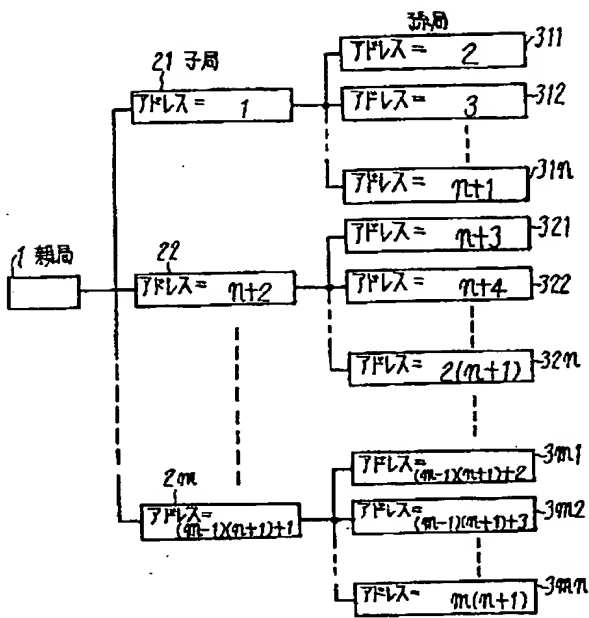 孫局
311
アドレス= 2
21 子局
アドレス= 1
312
アドレス= 3
31n
アドレス= n+1
1 親局
22
アドレス= n+2
321
アドレス= n+3
322
アドレス= n+4
32n
アドレス= 2(n+1)
2m
アドレス=
(m-1)(n+1)+1
3m1
アドレス=
(m-1)(n+1)+2
3m2
アドレス=
(m-1)(n+1)+3
3mn
アドレス= m(n+1)